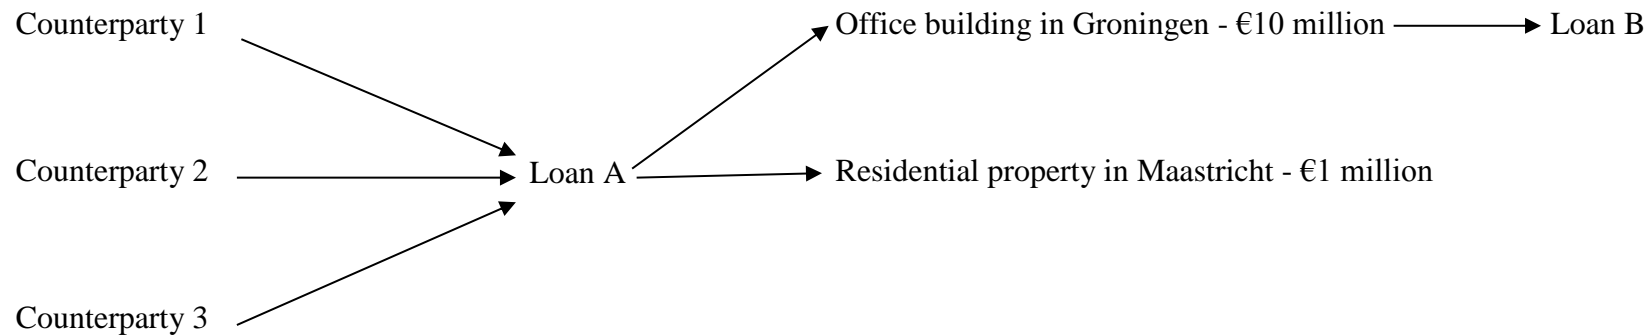 Counterparty 1
Office building in Groningen - €10 million
Loan B
Counterparty 2
Loan A
Residential property in Maastricht - €1 million
Counterparty 3